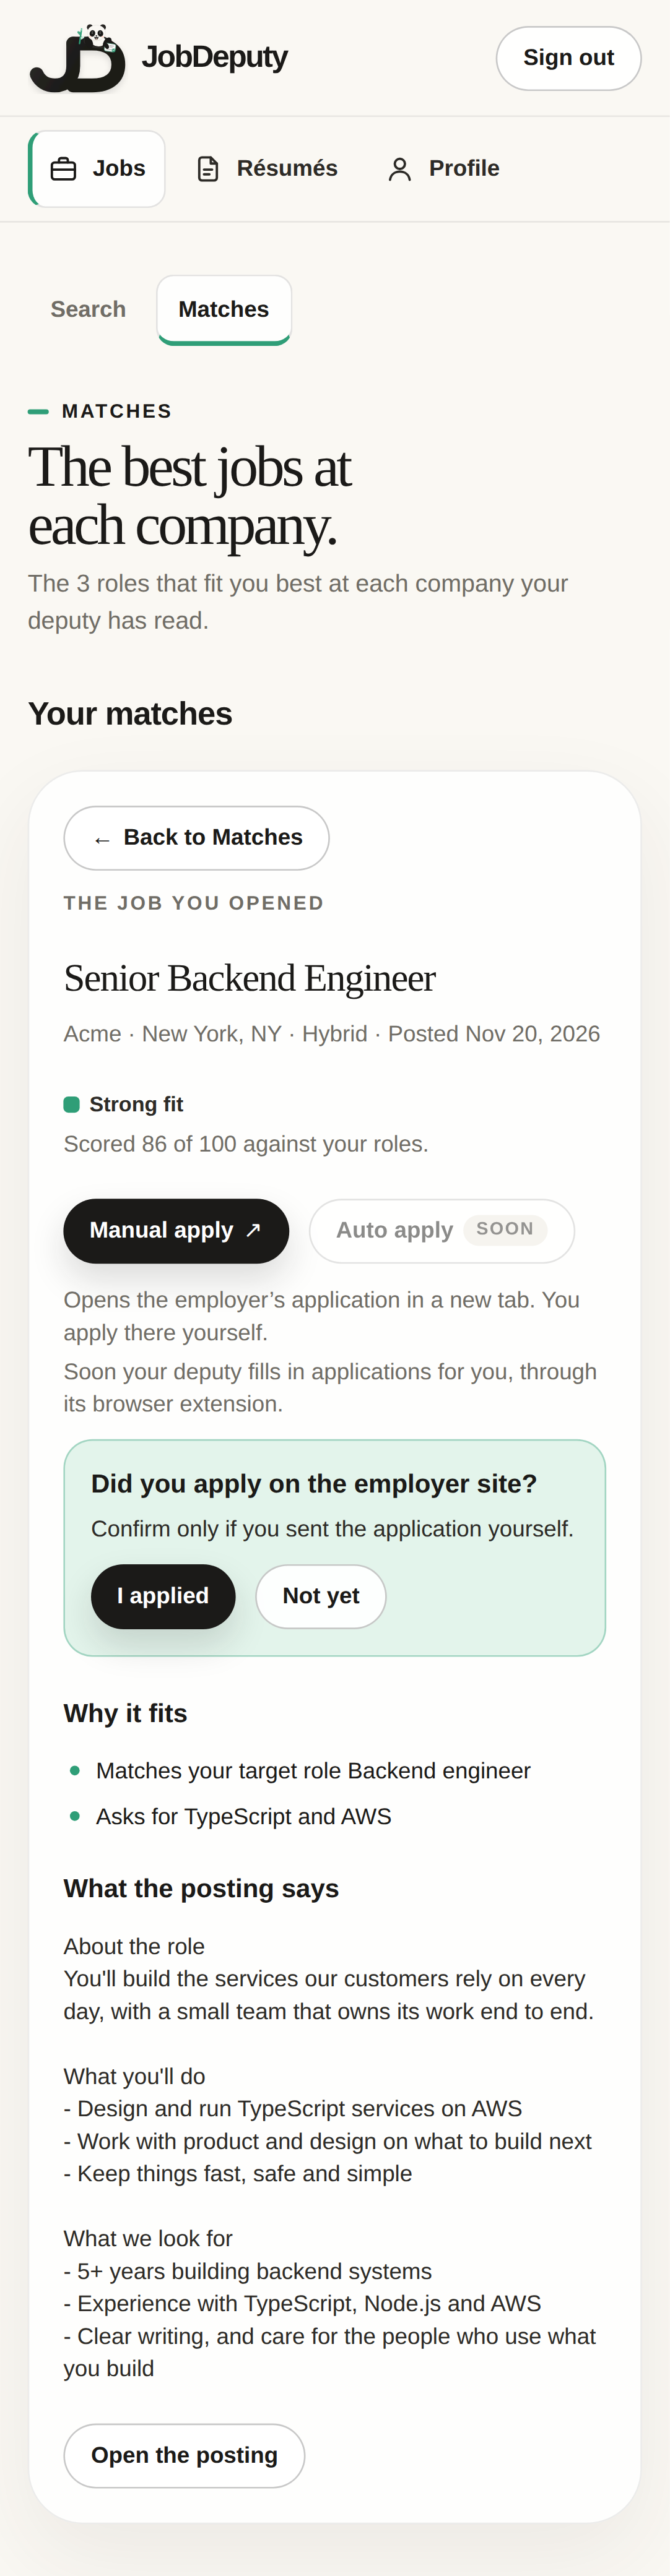 JobDeputy
Sign out
Jobs
Résumés
Profile
Search
Matches
MATCHES
The best jobs at
each company.
The 3 roles that fit you best at each company your
deputy has read.
Your matches
← Back to Matches
THE JOB YOU OPENED
Senior Backend Engineer
Acme · New York, NY · Hybrid · Posted Nov 20, 2026
Strong fit
Scored 86 of 100 against your roles.
Manual apply ↗
Auto apply SOON
Opens the employer’s application in a new tab. You
apply there yourself.
Soon your deputy fills in applications for you, through
its browser extension.
Did you apply on the employer site?
Confirm only if you sent the application yourself.
I applied
Not yet
Why it fits
Matches your target role Backend engineer
Asks for TypeScript and AWS
What the posting says
About the role
You'll build the services our customers rely on every
day, with a small team that owns its work end to end.
What you'll do
- Design and run TypeScript services on AWS
- Work with product and design on what to build next
- Keep things fast, safe and simple
What we look for
- 5+ years building backend systems
- Experience with TypeScript, Node.js and AWS
- Clear writing, and care for the people who use what
you build
Open the posting